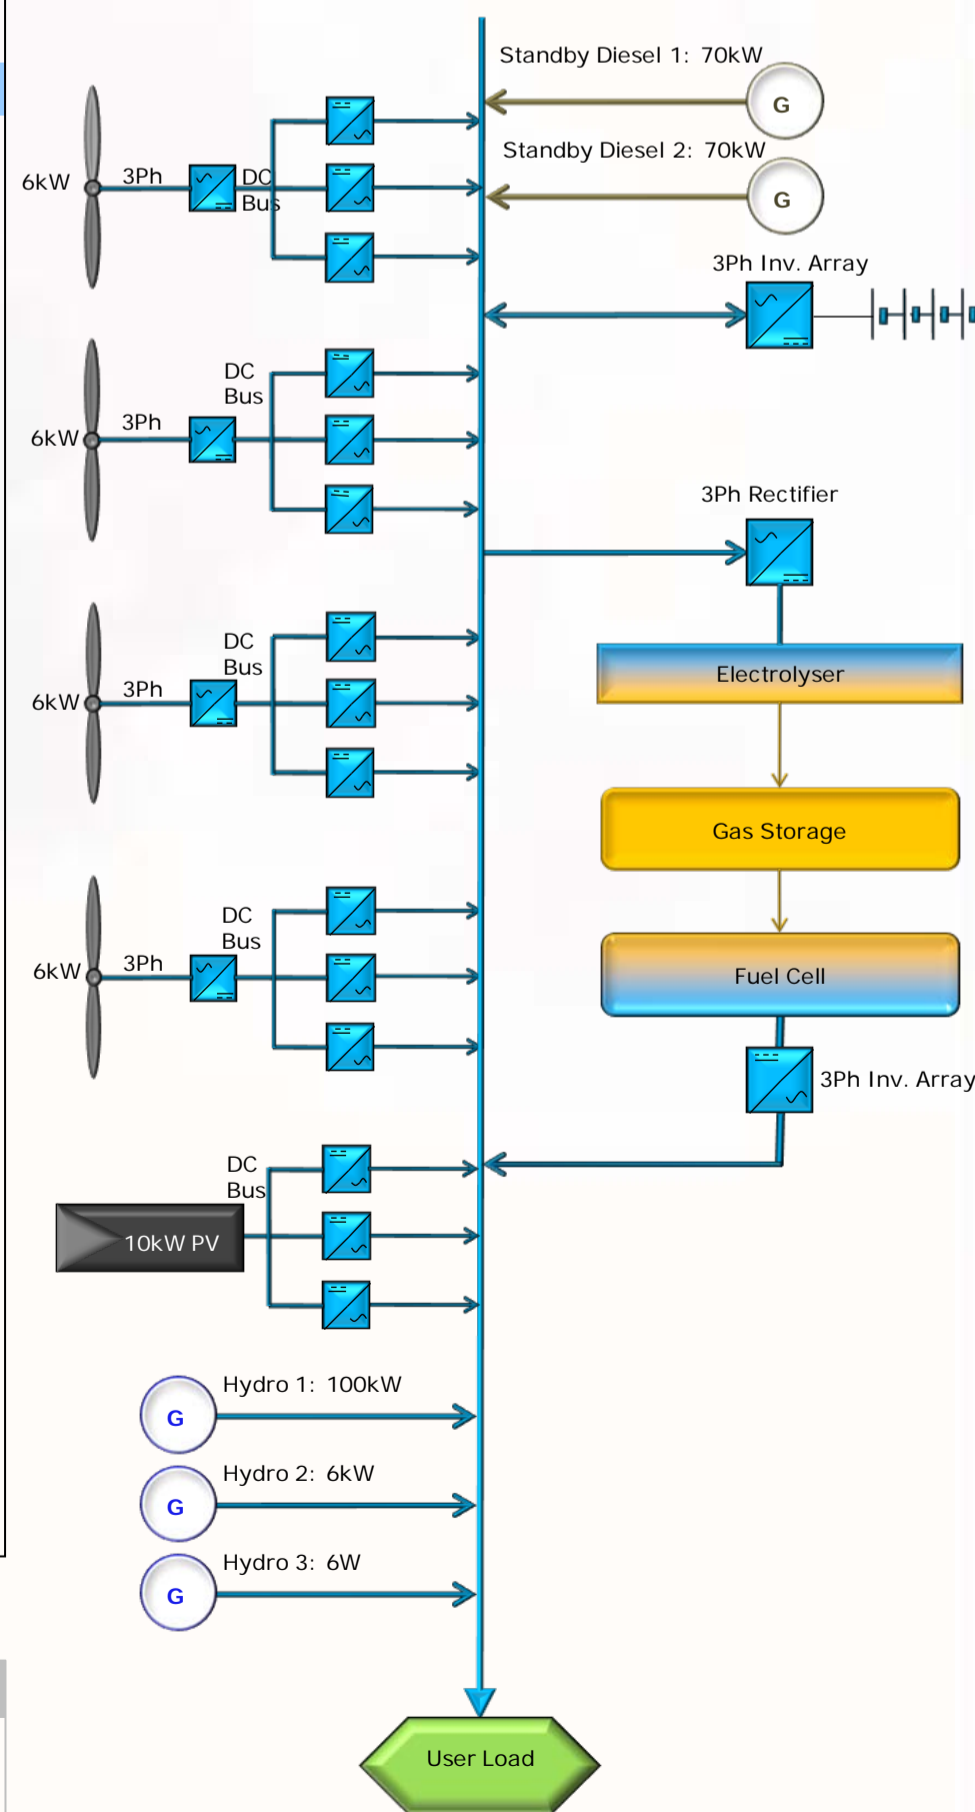 Standby Diesel 1: 70kW
G
Standby Diesel 2: 70kW
G
6kW
3Ph
DC
Bus
3Ph Inv. Array
DC
Bus
3Ph
6kW
3Ph Rectifier
DC
Bus
3Ph
6kW
Electrolyser
Gas Storage
DC
Bus
3Ph
6kW
Fuel Cell
3Ph Inv. Array
DC
Bus
10kW PV
Hydro 1: 100kW
G
Hydro 2: 6kW
G
Hydro 3: 6W
G
User Load